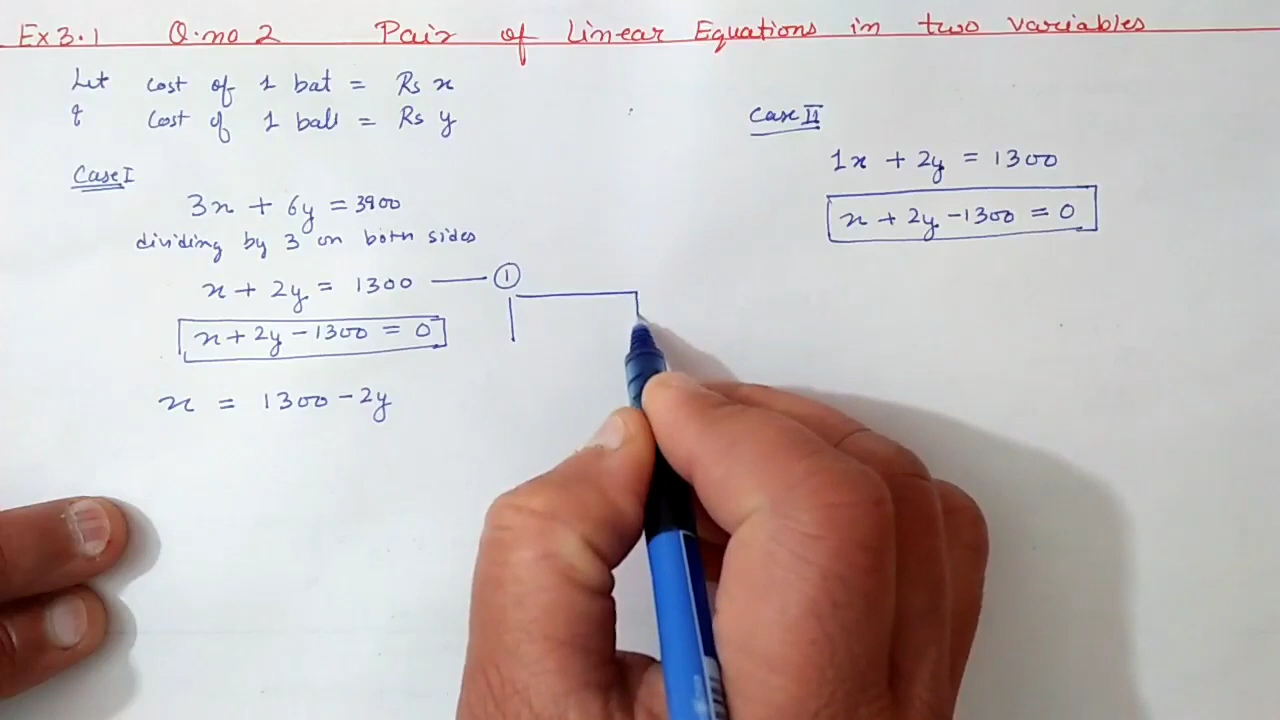 Ex 3.1 Q.no 2 Pair of Linear Equations in two variables
Let cost of 1 bat = Rs x
& cost of 1 ball = Rs y
Case I
3x + 6y = 3900
dividing by 3 on both sides
x + 2y = 1300 —— ①
x + 2y - 1300 = 0
x = 1300 - 2y
Case II
1x + 2y = 1300
x + 2y - 1300 = 0